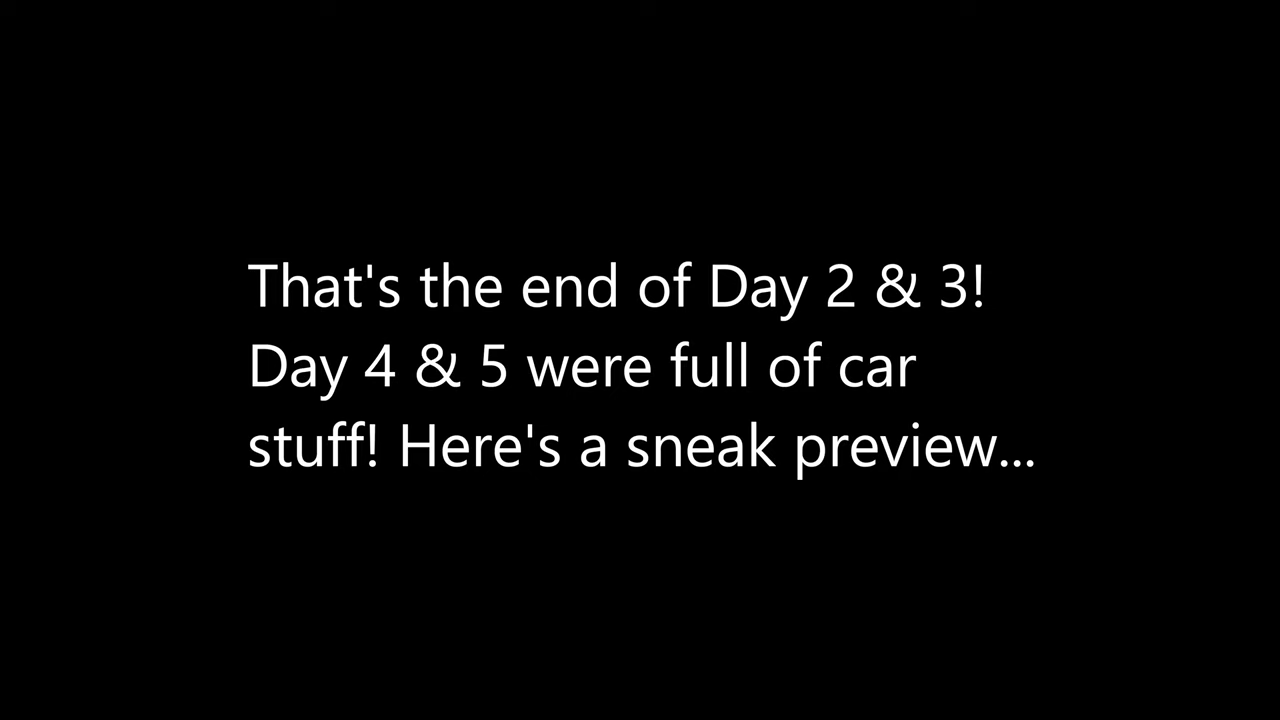 That's the end of Day 2 & 3!
Day 4 & 5 were full of car
stuff! Here's a sneak preview...